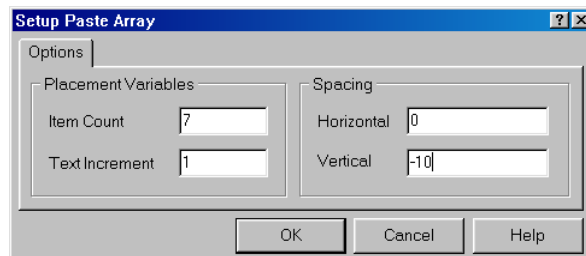 Setup Paste Array
Options
Placement Variables
Item Count 7
Text Increment 1
Spacing
Horizontal 0
Vertical -10
OK Cancel Help